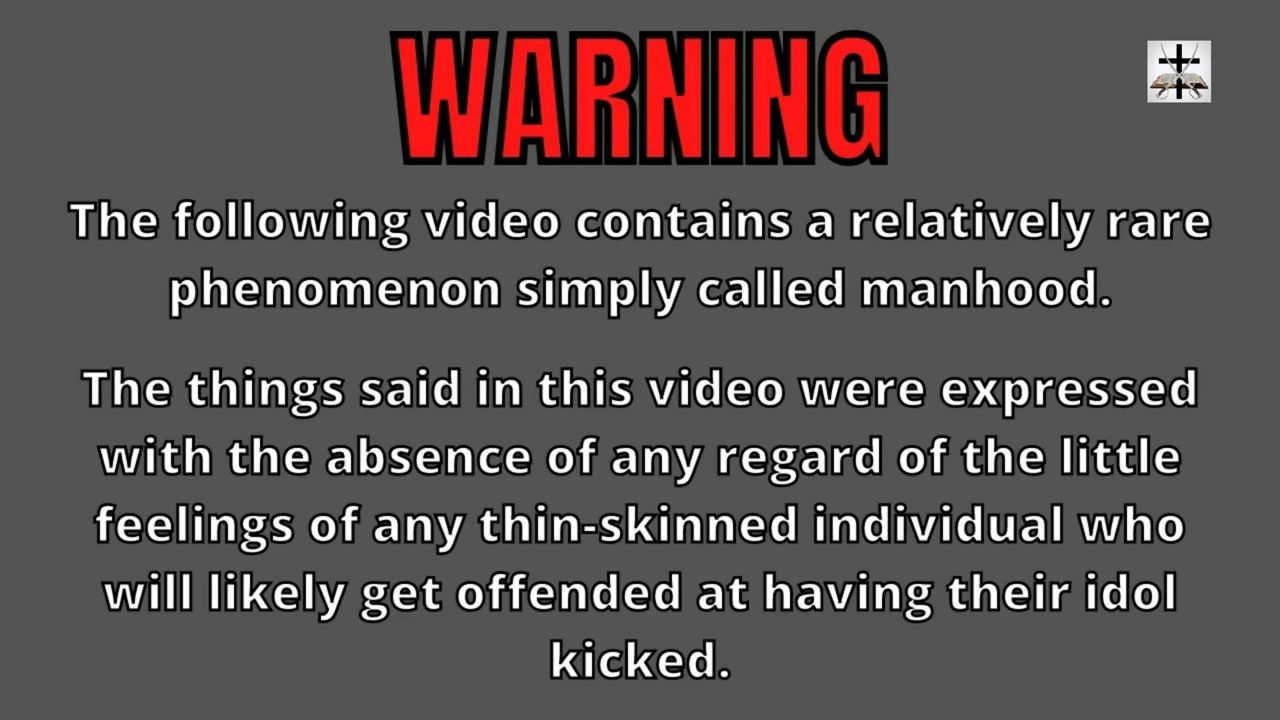 WARNING
The following video contains a relatively rare
phenomenon simply called manhood.
The things said in this video were expressed
with the absence of any regard of the little
feelings of any thin-skinned individual who
will likely get offended at having their idol
kicked.